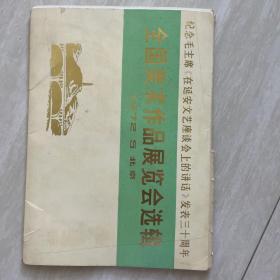 纪念毛主席《在延安文艺座谈会上的讲话》发表三十周年
全国美术作品展览会选辑
1972.5 北京